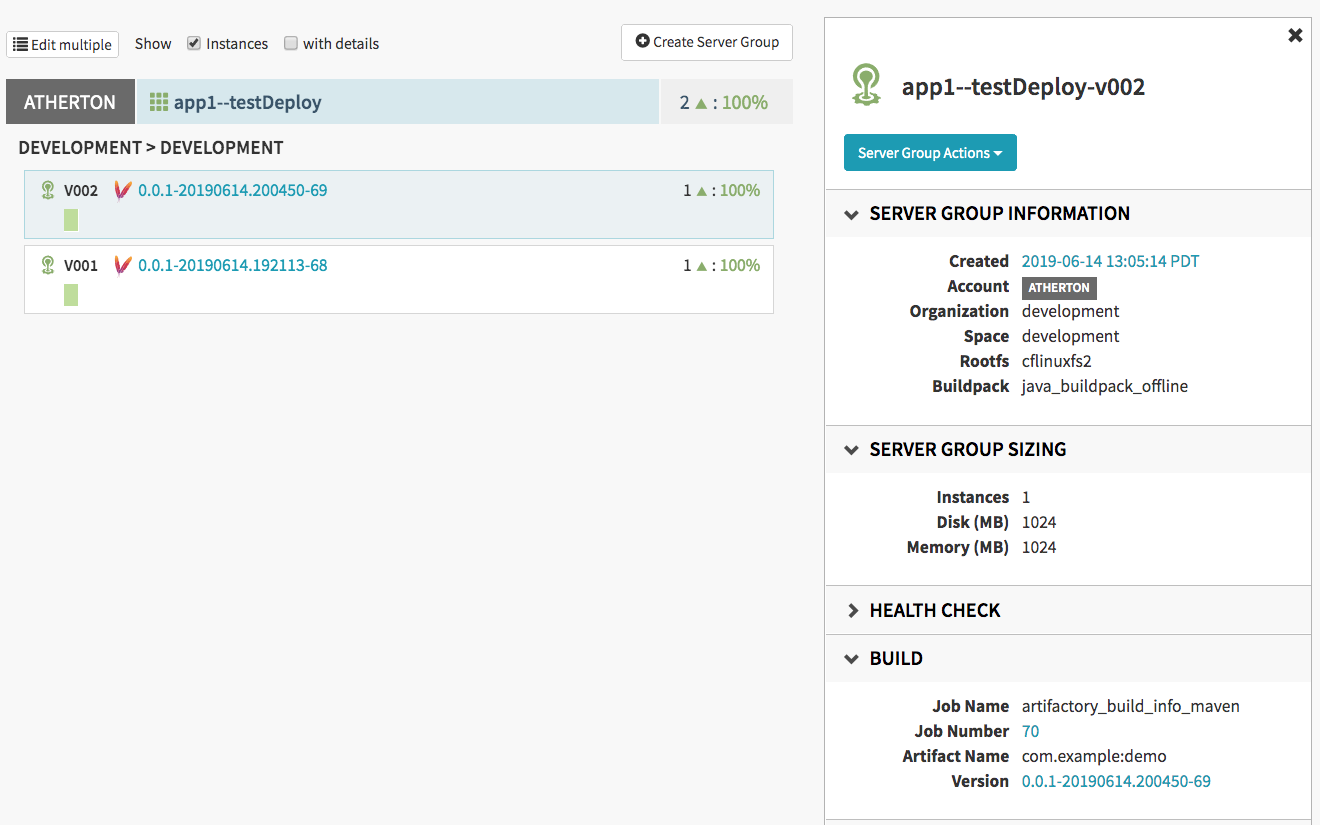 Edit multiple Show Instances with details Create Server Group
ATHERTON app1--testDeploy 2 ▲ : 100%
DEVELOPMENT > DEVELOPMENT
V002 0.0.1-20190614.200450-69 1 ▲ : 100%
V001 0.0.1-20190614.192113-68 1 ▲ : 100%
app1--testDeploy-v002
Server Group Actions
SERVER GROUP INFORMATION
Created 2019-06-14 13:05:14 PDT
Account ATHERTON
Organization development
Space development
Rootfs cflinuxfs2
Buildpack java_buildpack_offline
SERVER GROUP SIZING
Instances 1
Disk (MB) 1024
Memory (MB) 1024
HEALTH CHECK
BUILD
Job Name artifactory_build_info_maven
Job Number 70
Artifact Name com.example:demo
Version 0.0.1-20190614.200450-69